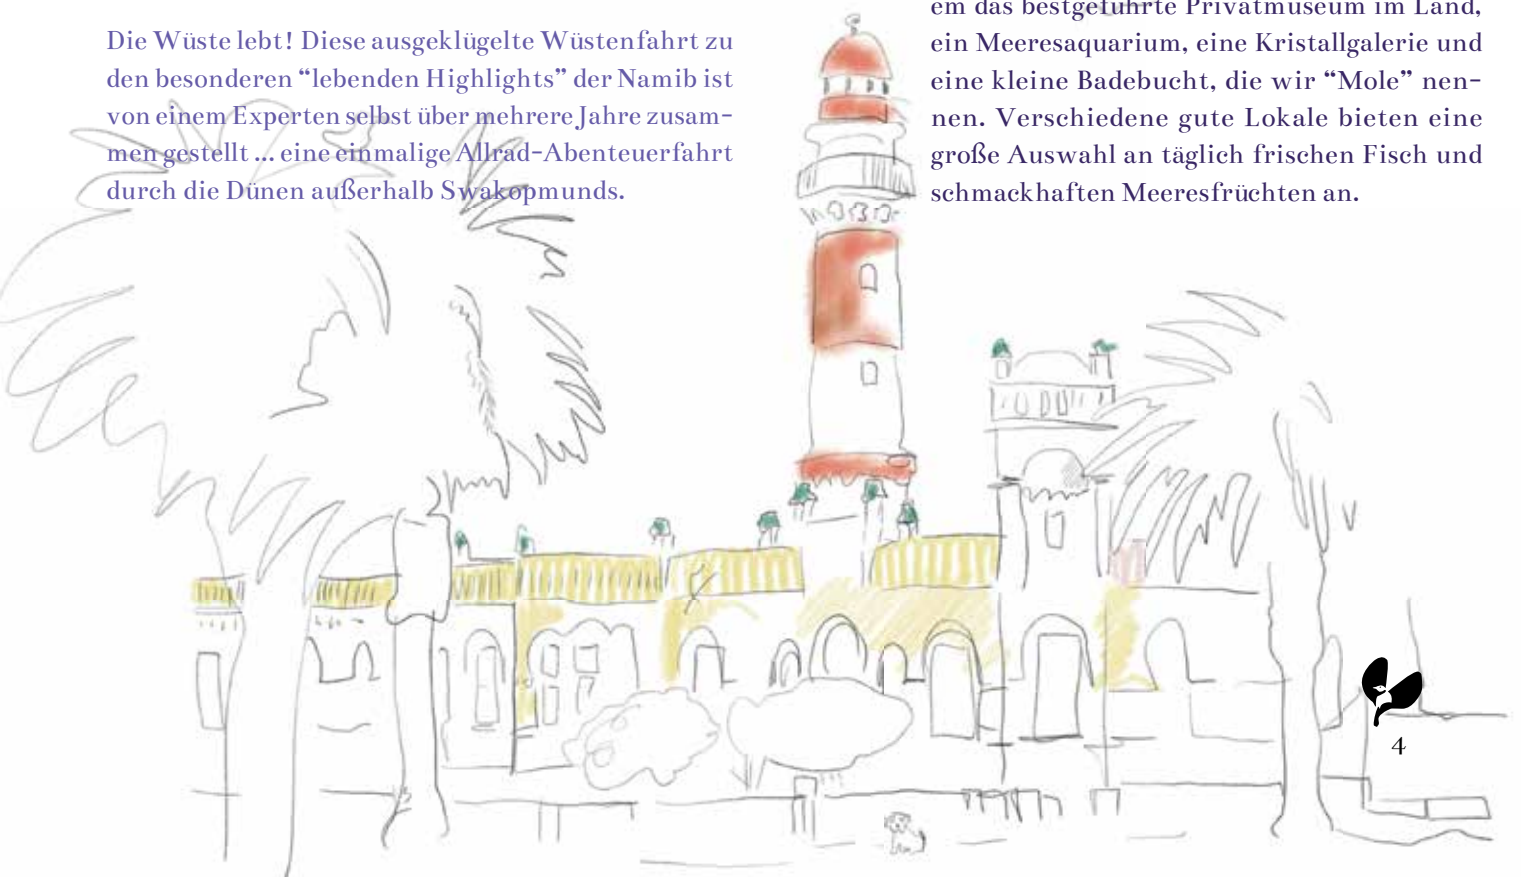 Die Wüste lebt! Diese ausgeklügelte Wüstenfahrt zu
den besonderen “lebenden Highlights” der Namib ist
von einem Experten selbst über mehrere Jahre zusam-
men gestellt ... eine einmalige Allrad-Abenteuerfahrt
durch die Dünen außerhalb Swakopmunds.
em das bestgeführte Privatmuseum im Land,
ein Meeresaquarium, eine Kristallgalerie und
eine kleine Badebucht, die wir “Mole” nen-
nen. Verschiedene gute Lokale bieten eine
große Auswahl an täglich frischen Fisch und
schmackhaften Meeresfrüchten an.
4